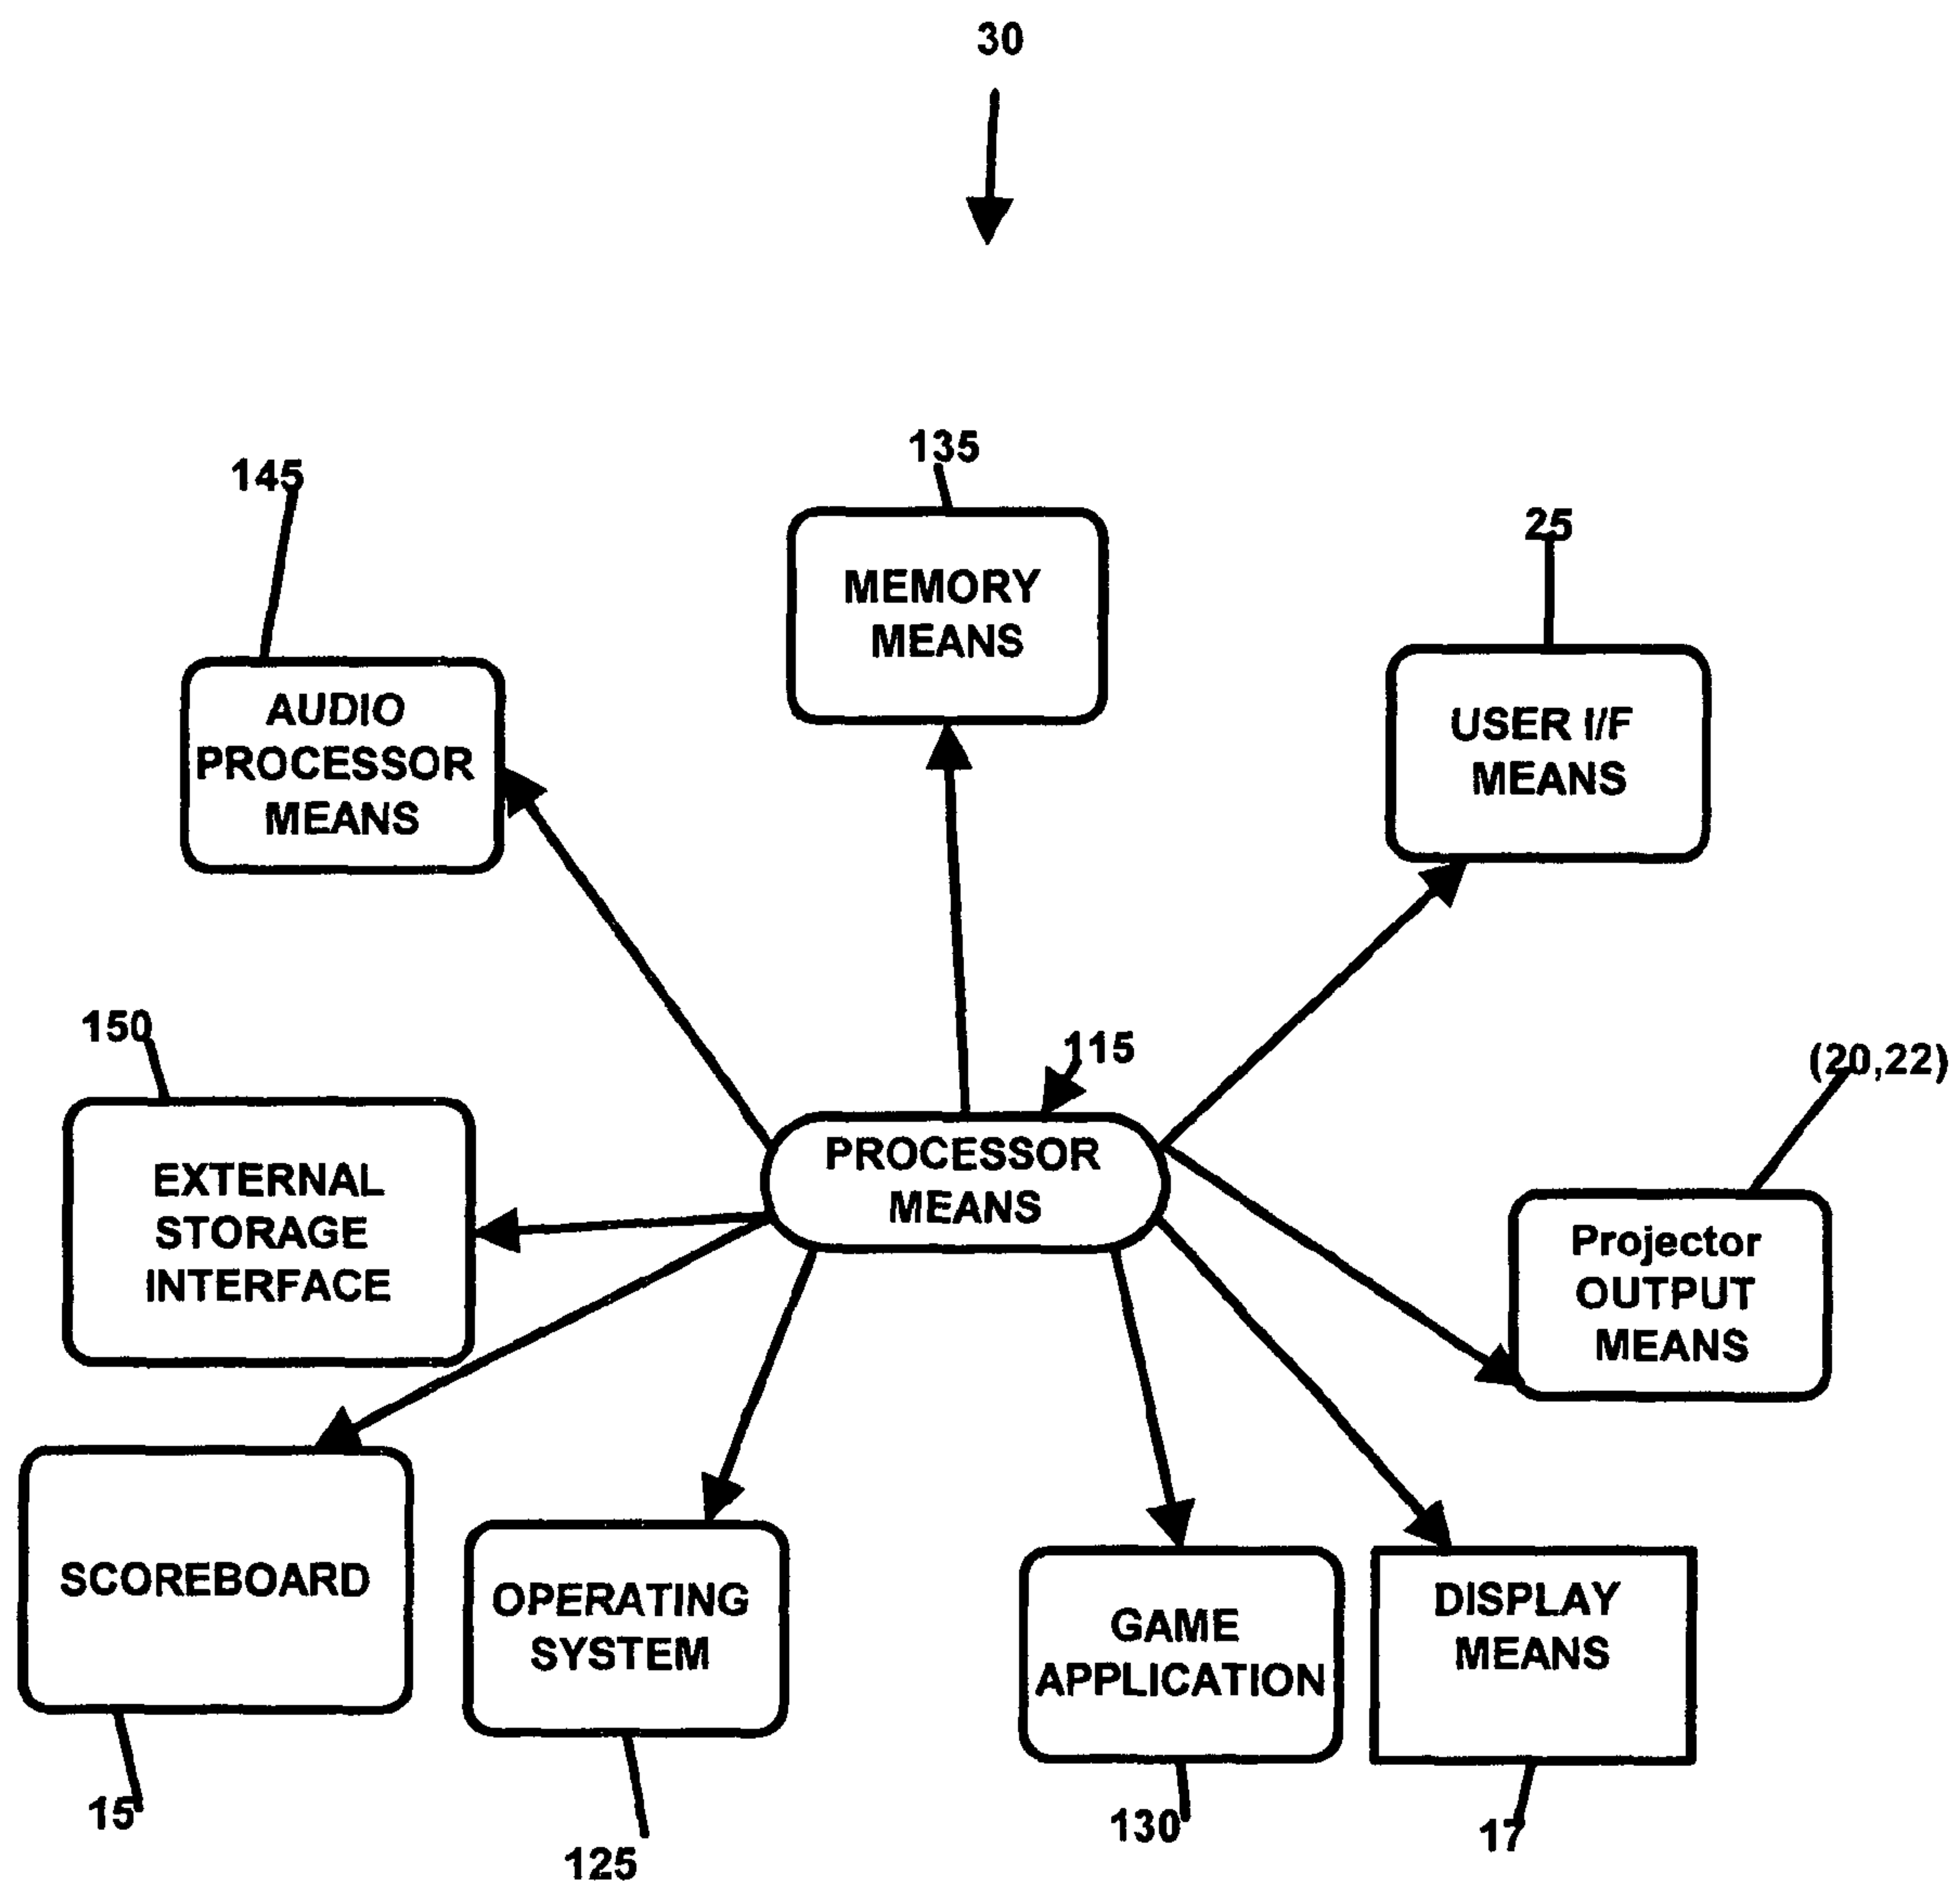 30
135
145
25
MEMORY
MEANS
AUDIO
PROCESSOR
MEANS
USER I/F
MEANS
150
115
(20,22)
PROCESSOR
MEANS
EXTERNAL
STORAGE
INTERFACE
Projector
OUTPUT
MEANS
SCOREBOARD
OPERATING
SYSTEM
GAME
APPLICATION
DISPLAY
MEANS
15
125
130
17